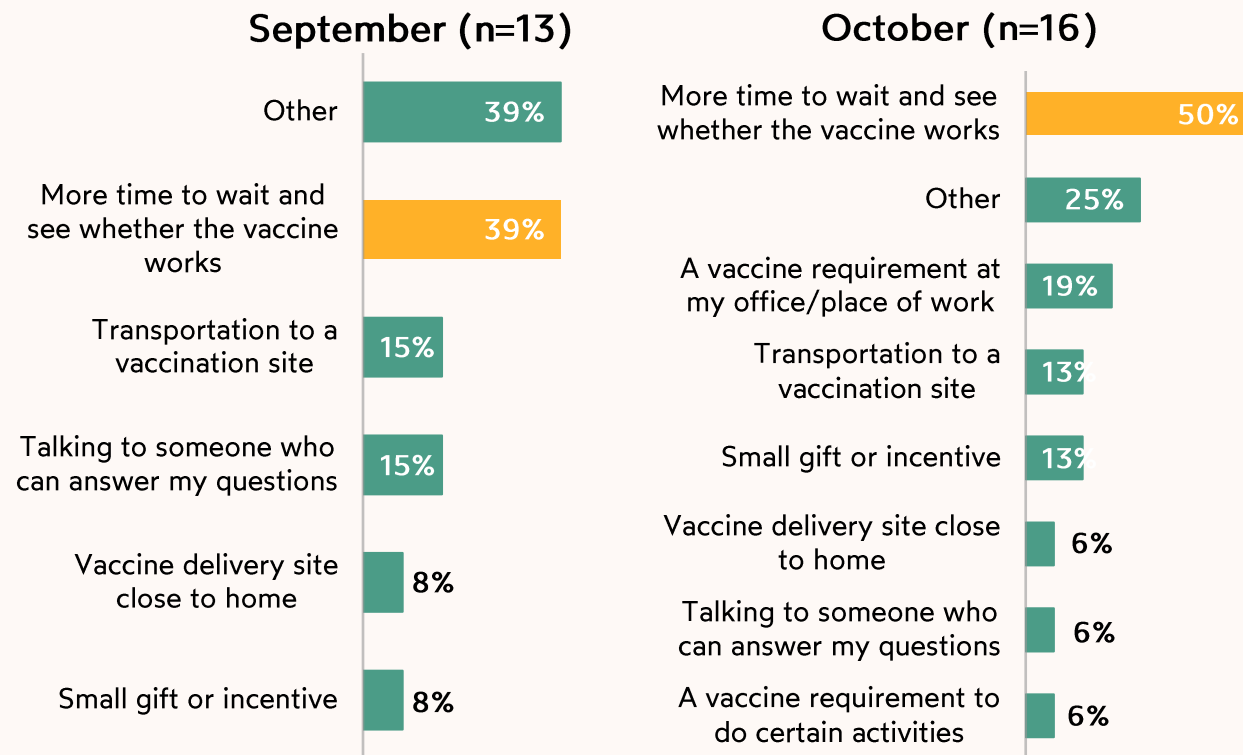 September (n=13)
Other
39%
More time to wait and
see whether the vaccine
works
39%
Transportation to a
vaccination site
15%
Talking to someone who
can answer my questions
15%
Vaccine delivery site
close to home
8%
Small gift or incentive
8%
October (n=16)
More time to wait and see
whether the vaccine works
50%
Other
25%
A vaccine requirement at
my office/place of work
19%
Transportation to a
vaccination site
13%
Small gift or incentive
13%
Vaccine delivery site close
to home
6%
Talking to someone who
can answer my questions
6%
A vaccine requirement to
do certain activities
6%